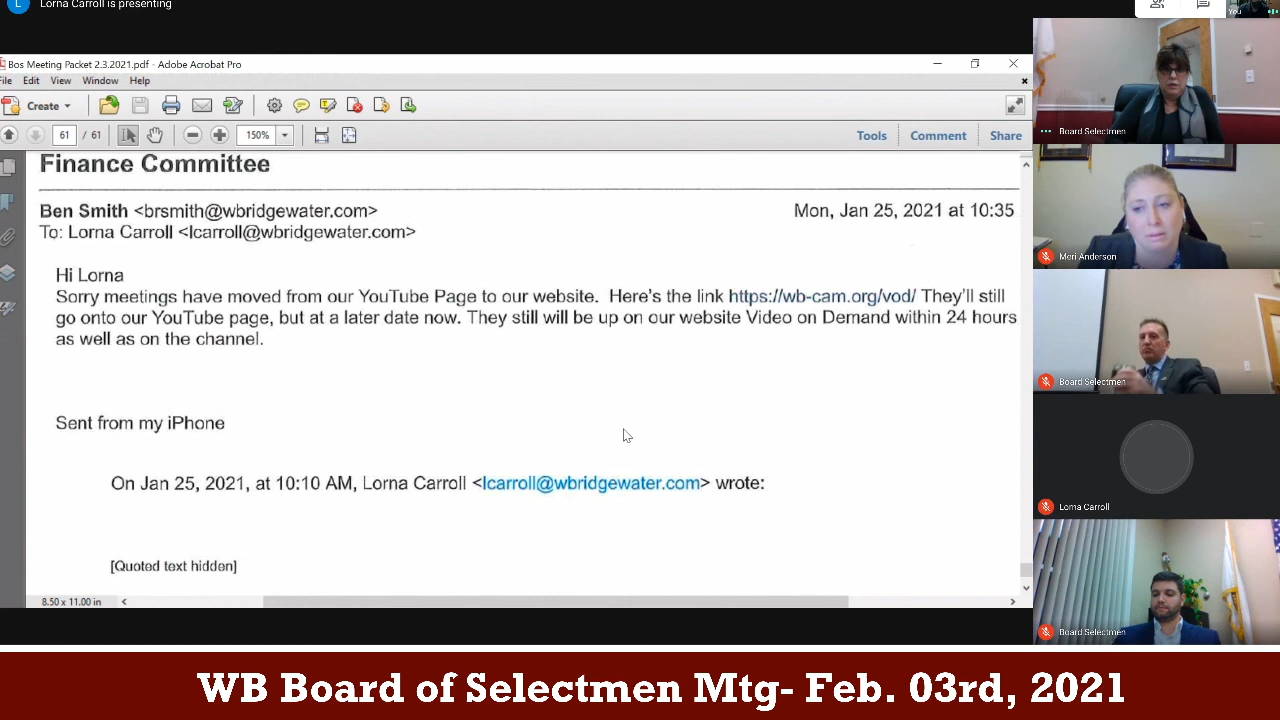 L Lorna Carroll is presenting
You
Bos Meeting Packet 2.3.2021.pdf - Adobe Acrobat Pro
File Edit View Window Help
Create
61 / 61 150% Tools Comment Share
Finance Committee
Ben Smith <brsmith@wbridgewater.com> Mon, Jan 25, 2021 at 10:35
To: Lorna Carroll <lcarroll@wbridgewater.com>
Hi Lorna
Sorry meetings have moved from our YouTube Page to our website. Here's the link https://wb-cam.org/vod/ They'll still
go onto our YouTube page, but at a later date now. They still will be up on our website Video on Demand within 24 hours
as well as on the channel.
Sent from my iPhone
On Jan 25, 2021, at 10:10 AM, Lorna Carroll <lcarroll@wbridgewater.com> wrote:
[Quoted text hidden]
8.50 x 11.00 in
Board Selectmen
Meri Anderson
Board Selectmen
Lorna Carroll
Board Selectmen
WB Board of Selectmen Mtg- Feb. 03rd, 2021